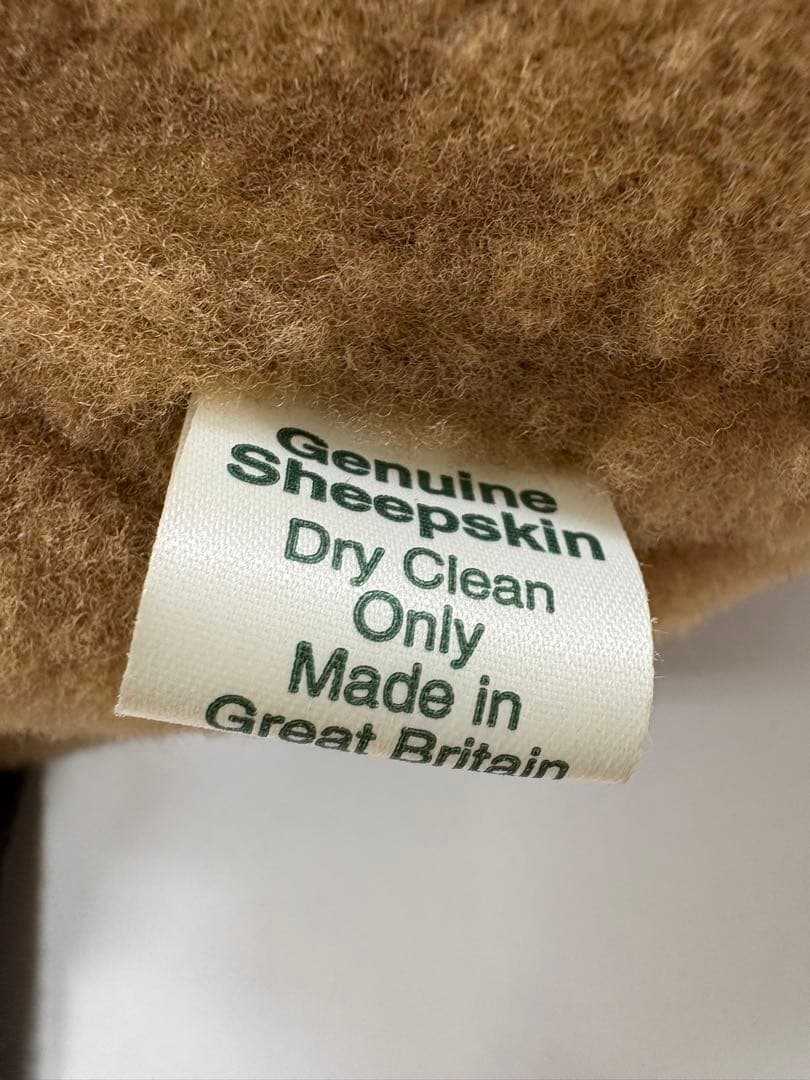 Genuine
Sheepskin
Dry Clean
Only
Made in
Great Britain